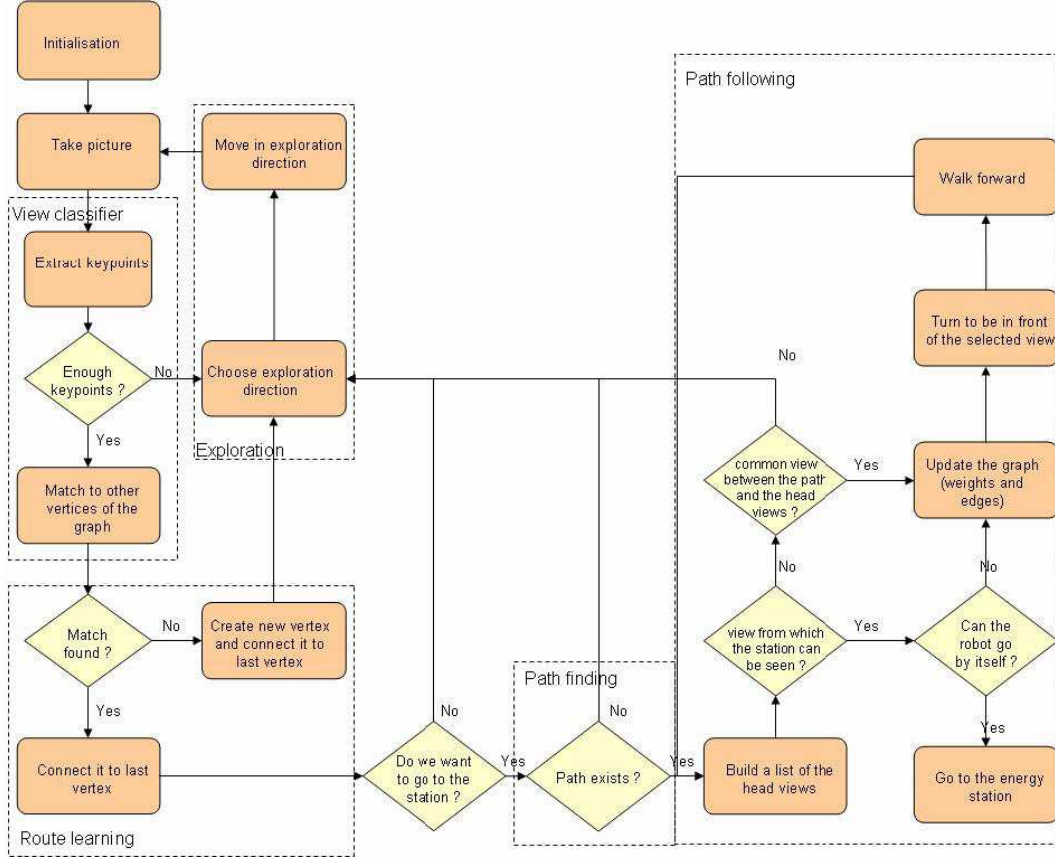 Initialisation
Take picture
Move in exploration
direction
View classifier
Extract keypoints
Enough
keypoints ?
No
Yes
Choose exploration
direction
Exploration
Match to other
vertices of the
graph
Match
found ?
No
Yes
Create new vertex
and connect it to
last vertex
Connect it to last
vertex
Route learning
Do we want
to go to the
station ?
No
Yes
Path finding
Path exists ?
No
Yes
Path following
Build a list of the
head views
view from which
the station can
be seen ?
No
Yes
common view
between the path
and the head
views ?
No
Yes
Can the
robot go
by itself ?
No
Yes
Go to the energy
station
Update the graph
(weights and
edges)
Turn to be in front
of the selected view
Walk forward